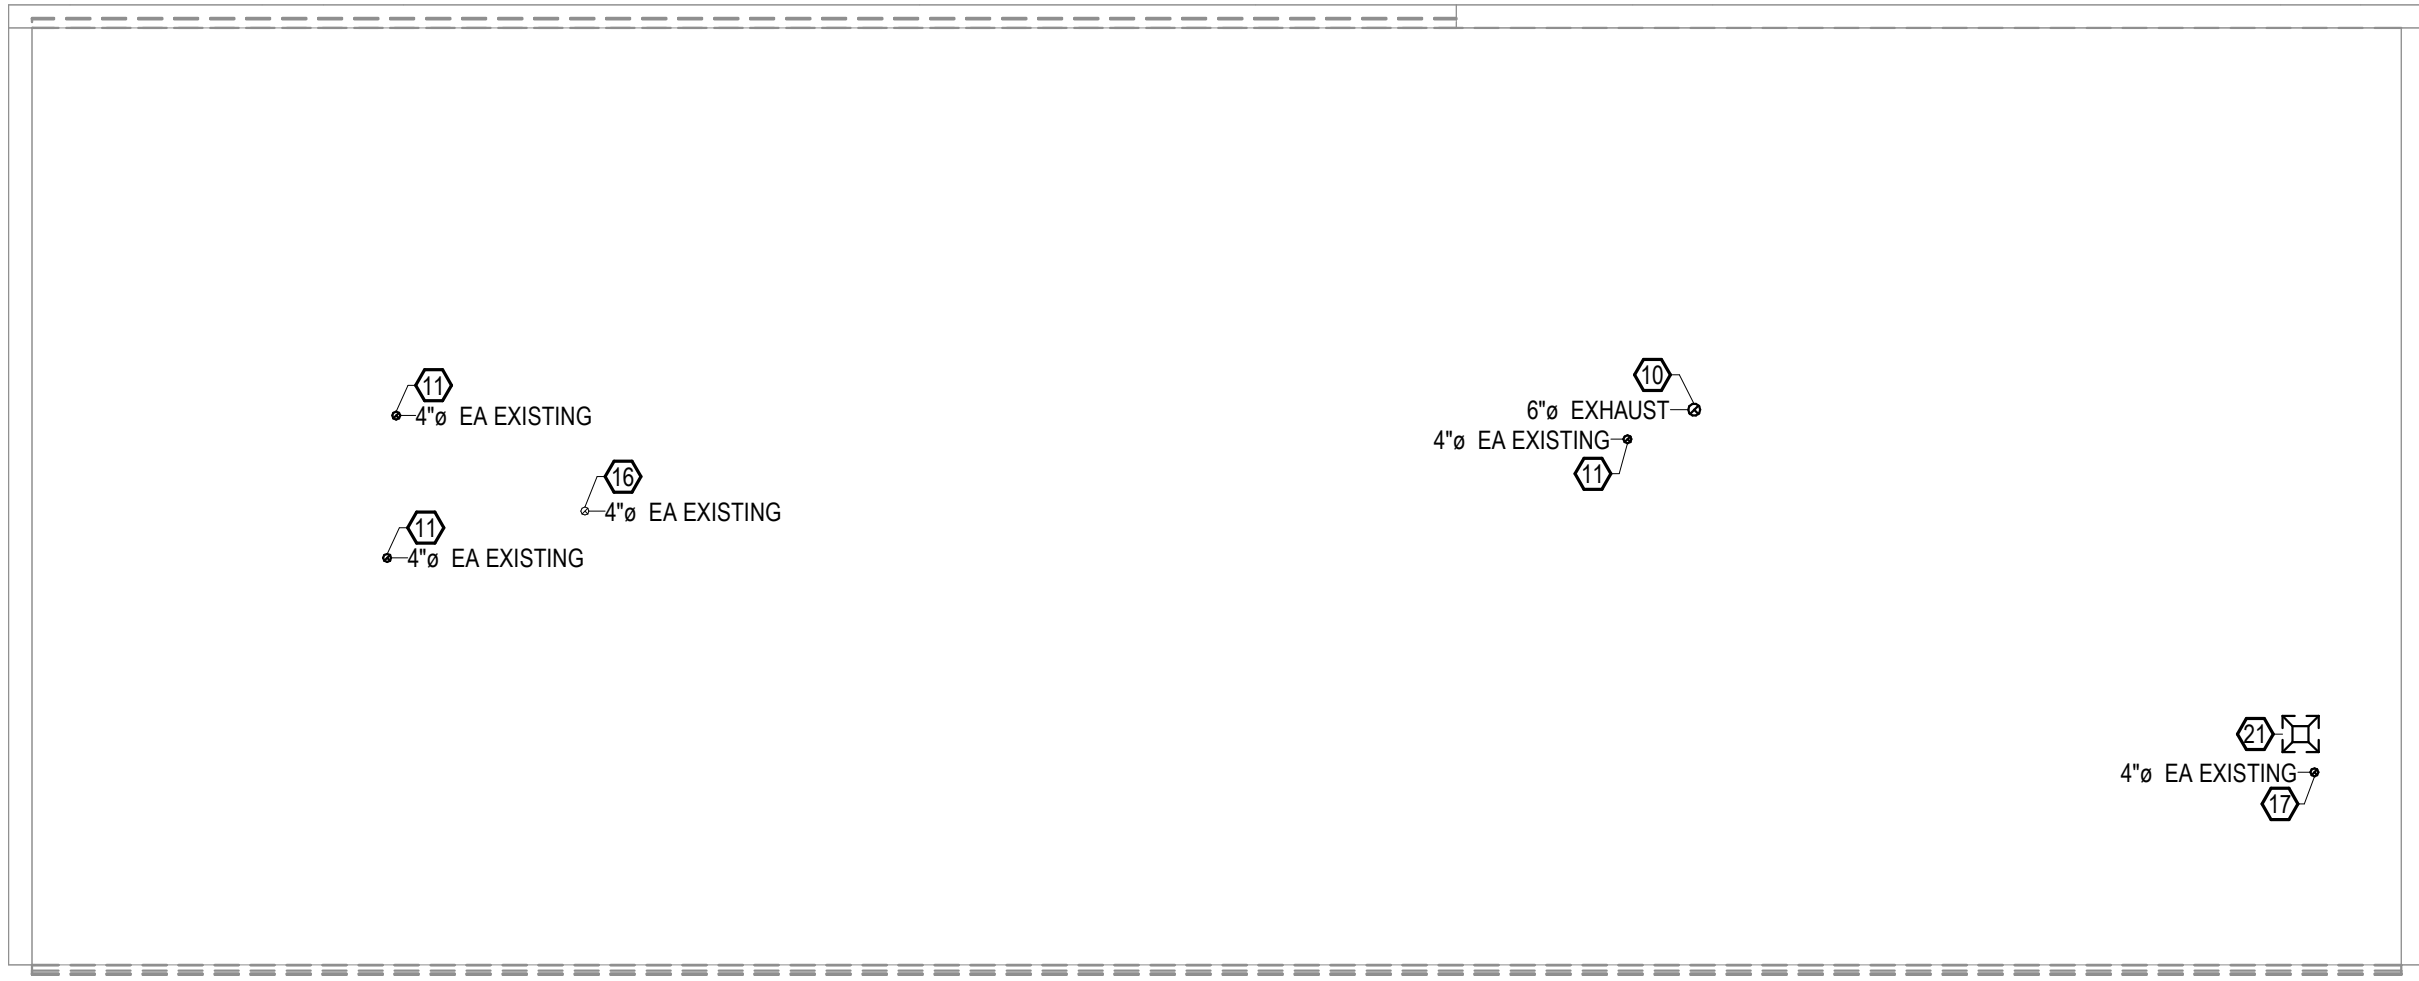 11
4"ø EA EXISTING
16
4"ø EA EXISTING
11
4"ø EA EXISTING
10
6"ø EXHAUST
4"ø EA EXISTING
11
21
4"ø EA EXISTING
17